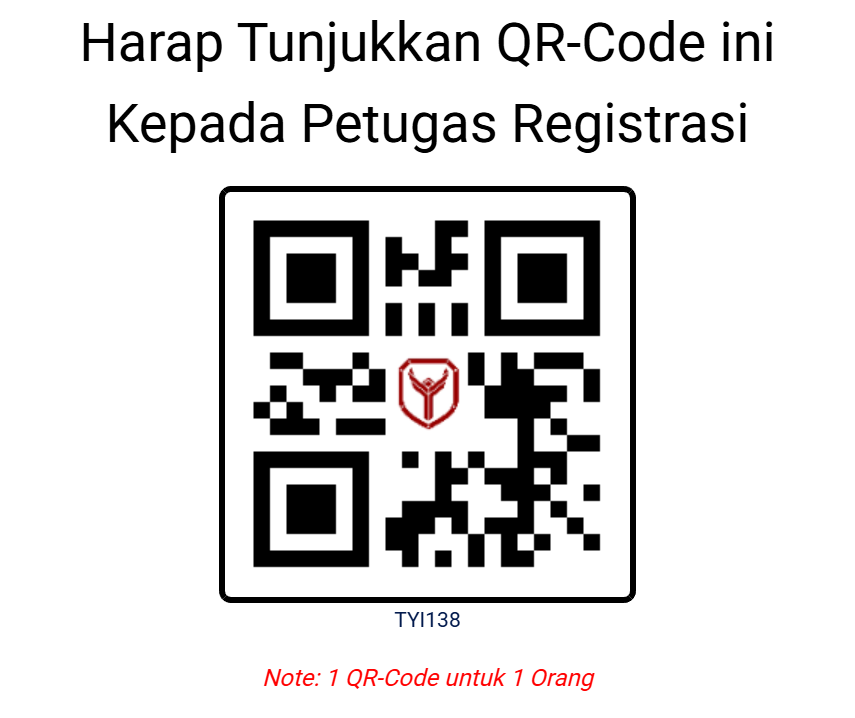 Harap Tunjukkan QR-Code ini
Kepada Petugas Registrasi
TYI138
Note: 1 QR-Code untuk 1 Orang